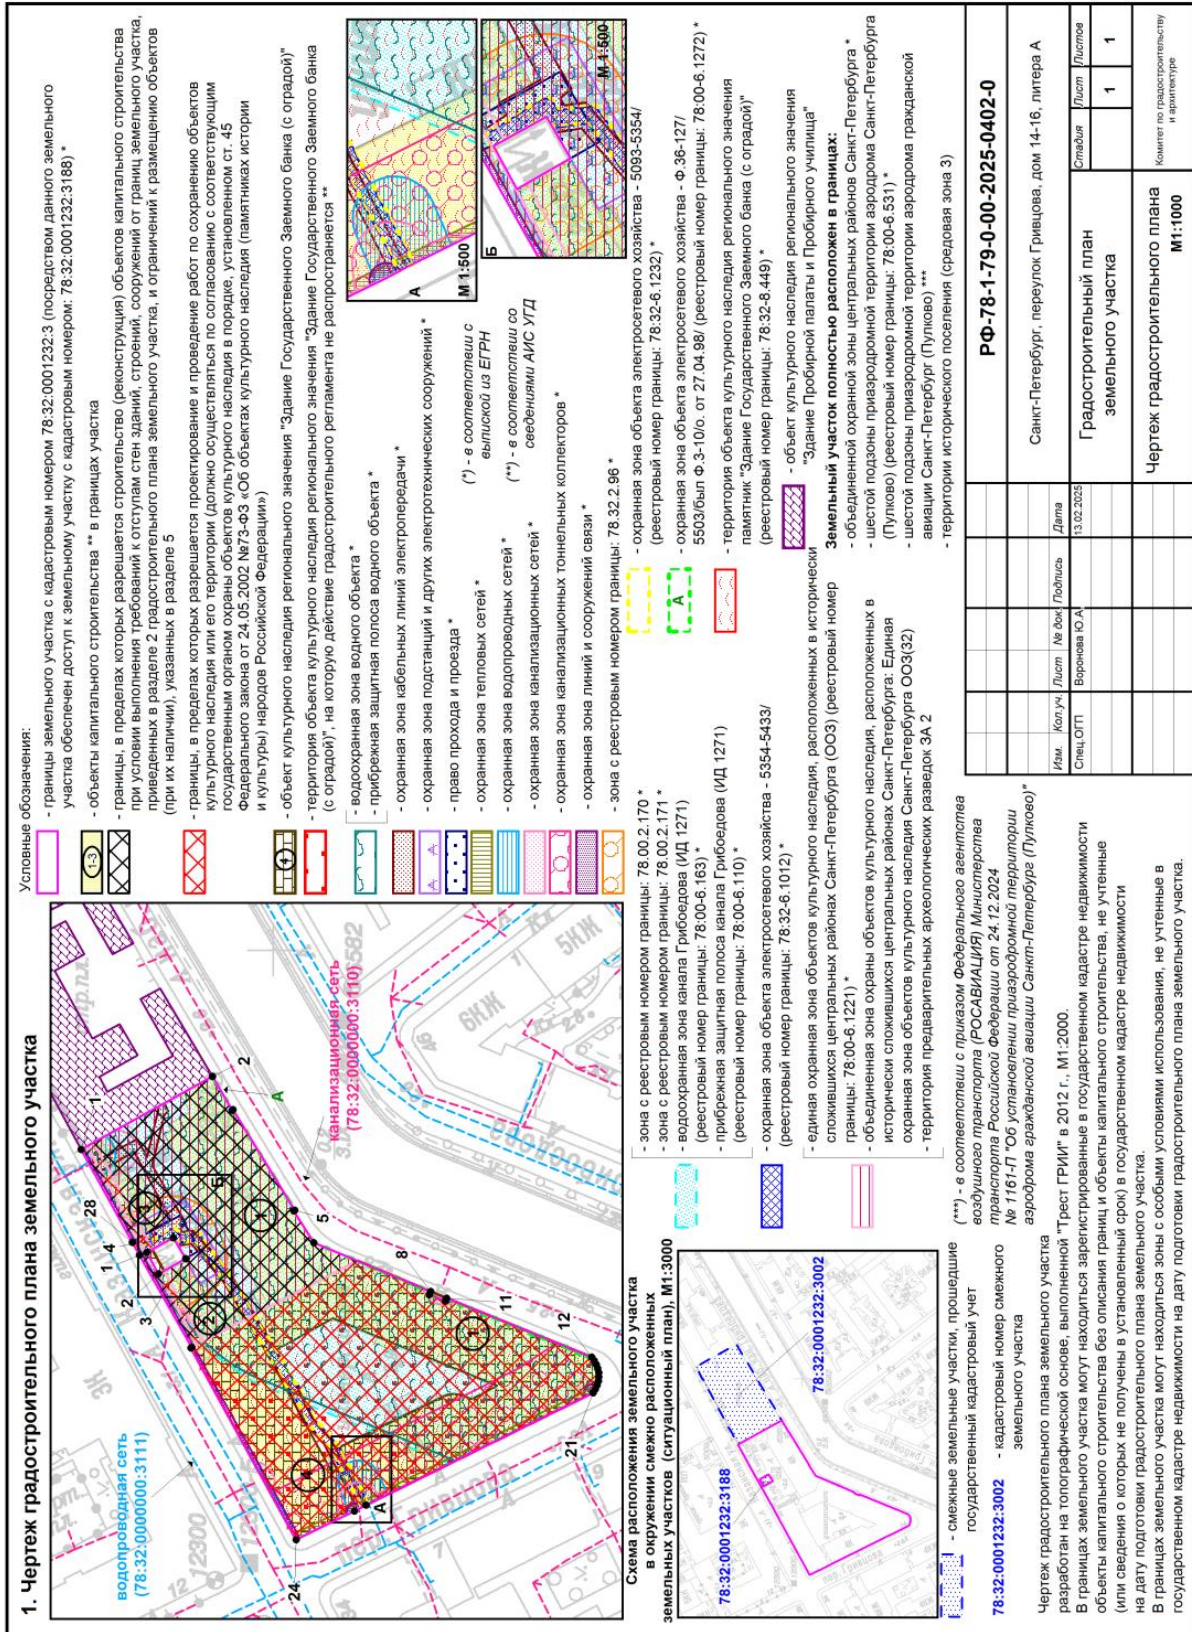 1. Чертеж градостроительного плана земельного участка
водопроводная сеть
(78:32:0000000:3111)
канализационная сеть
(78:32:0000000:3110)
Условные обозначения:
- границы земельного участка с кадастровым номером 78:32:0001232:3 (посредством данного земельного
участка обеспечен доступ к земельному участку с кадастровым номером: 78:32:0001232:3188) *
1-3
- объекты капитального строительства ** в границах участка
- границы, в пределах которых разрешается строительство (реконструкция) объектов капитального строительства
при условии выполнения требований к отступам стен зданий, строений, сооружений от границ земельного участка,
приведенных в разделе 2 градостроительного плана земельного участка, и ограничений к размещению объектов
(при их наличии), указанных в разделе 5
- границы, в пределах которых разрешается проектирование и проведение работ по сохранению объектов
культурного наследия или его территории (должно осуществляться по согласованию с соответствующим
государственным органом охраны объектов культурного наследия в порядке, установленном ст. 45
Федерального закона от 24.05.2002 №73-ФЗ «Об объектах культурного наследия (памятниках истории
и культуры) народов Российской Федерации»)
4
- объект культурного наследия регионального значения "Здание Государственного Земного банка (с оградой)"
- территория объекта культурного наследия регионального значения "Здание Государственного Заемного банка
(с оградой)", на которую действие градостроительного регламента не распространяется **
- водоохранная зона водного объекта *
- прибрежная защитная полоса водного объекта *
- охранная зона кабельных линий электропередачи *
- охранная зона подстанций и других электротехнических сооружений *
- право прохода и проезда *
- охранная зона тепловых сетей *
- охранная зона водопроводных сетей *
- охранная зона канализационных сетей *
- охранная зона канализационных тоннельных коллекторов *
- охранная зона линий и сооружений связи *
- зона с реестровым номером границы: 78.32.2.96 *
(*) - в соответствии с
выпиской из ЕГРН
(**) - в соответствии со
сведениями АИС УГД
А
М 1:500
Б
М 1:500
- зона с реестровым номером границы: 78.00.2.170 *
- зона с реестровым номером границы: 78.00.2.171 *
- водоохранная зона канала Грибоедова (ИД 1271)
(реестровый номер границы: 78:00-6.163) *
- прибрежная защитная полоса канала Грибоедова (ИД 1271)
(реестровый номер границы: 78:00-6.110) *
- охранная зона объекта электросетевого хозяйства - 5354-5433/
(реестровый номер границы: 78:32-6.1012) *
- единая охранная зона объектов культурного наследия, расположенных в исторически
сложившихся центральных районах Санкт-Петербурга (ООЗ) (реестровый номер
границы: 78:00-6.1221) *
- объединенная зона охраны объектов культурного наследия, расположенных в
исторически сложившихся центральных районах Санкт-Петербурга: Единая
охранная зона объектов культурного наследия Санкт-Петербурга ООЗ(32)
- территория предварительных археологических разведок ЗА 2
- охранная зона объекта электросетевого хозяйства - 5093-5354/
(реестровый номер границы: 78:32-6.1232) *
А
- охранная зона объекта электросетевого хозяйства - Ф.36-127/
5503/был Ф.3-10/о. от 27.04.98/ (реестровый номер границы: 78:00-6.1272) *
- территория объекта культурного наследия регионального значения
памятник "Здание Государственного Заемного банка (с оградой)"
(реестровый номер границы: 78:32-8.449) *
- объект культурного наследия регионального значения
"Здание Пробирной палаты и Пробирного училища"
Земельный участок полностью расположен в границах:
- объединенной охранной зоны центральных районов Санкт-Петербурга *
- шестой подзоны приаэродромной территории аэродрома Санкт-Петербурга
(Пулково) (реестровый номер границы: 78:00-6.531) *
- шестой подзоны приаэродромной территории аэродрома гражданской
авиации Санкт-Петербург (Пулково) ***
- территории исторического поселения (средовая зона 3)
Схема расположения земельного участка
в окружении смежно расположенных
земельных участков (ситуационный план), М1:3000
78:32:0001232:3188
78:32:0001232:3002
- смежные земельные участки, прошедшие
государственный кадастровый учет
78:32:0001232:3002
- кадастровый номер смежного
земельного участка
(***) - в соответствии с приказом Федерального агентства
воздушного транспорта (РОСАВИАЦИЯ) Министерства
транспорта Российской Федерации от 24.12.2024
№ 1161-П "Об установлении приаэродромной территории
аэродрома гражданской авиации Санкт-Петербург (Пулково)"
Чертеж градостроительного плана земельного участка
разработан на топографической основе, выполненной "Трест ГРИИ" в 2012 г., М1:2000.
В границах земельного участка могут находиться зарегистрированные в государственном кадастре недвижимости
объекты капитального строительства без описания границ и объекты капитального строительства, не учтенные
(или сведения о которых не получены в установленный срок) в государственном кадастре недвижимости
на дату подготовки градостроительного плана земельного участка.
В границах земельного участка могут находиться зоны с особыми условиями использования, не учтенные в
государственном кадастре недвижимости на дату подготовки градостроительного плана земельного участка.
РФ-78-1-79-0-00-2025-0402-0
Санкт-Петербург, переулок Гривцова, дом 14-16, литера А
Изм. Кол.уч. Лист № док. Подпись Дата
Спец.ОГП Воронова Ю.А. 13.02.2025
Градостроительный план
земельного участка
Стадия Лист Листов
1 1
Чертеж градостроительного плана
М1:1000
Комитет по градостроительству
и архитектуре